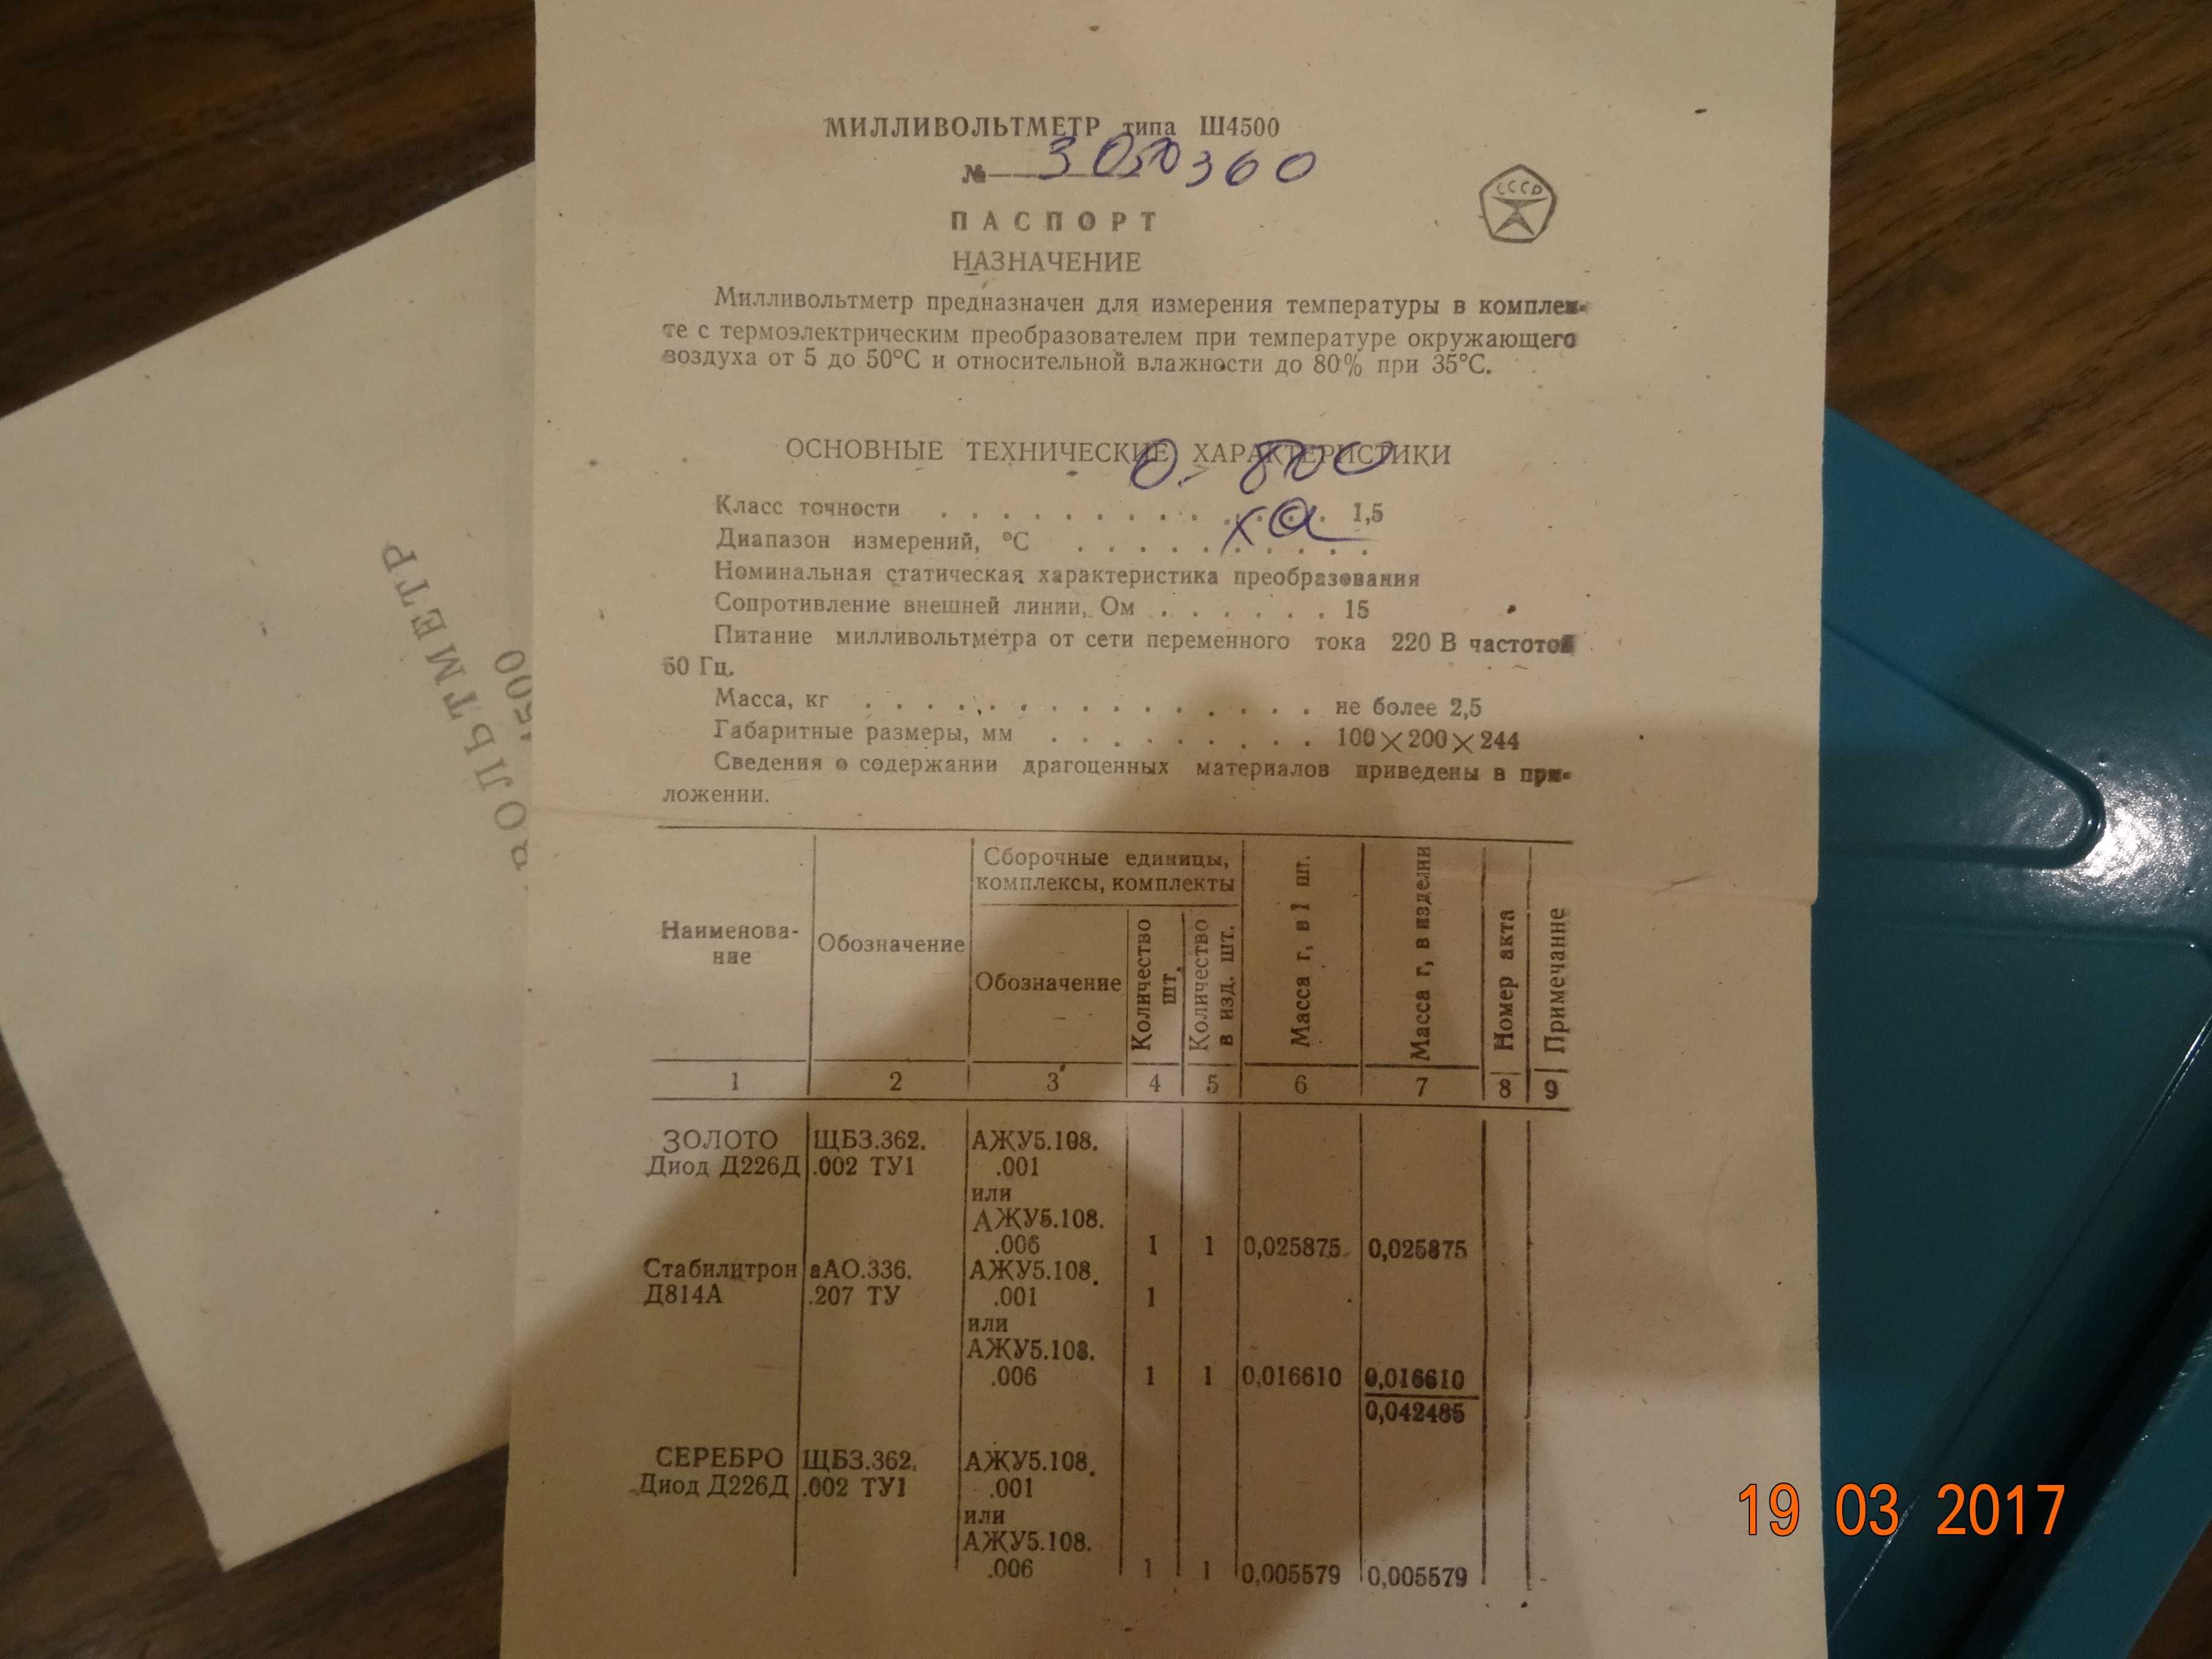 МИЛЛИВОЛЬТМЕТР типа Ш4500
№
ПАСПОРТ
СССР
НАЗНАЧЕНИЕ
Милливольтметр предназначен для измерения температуры в комплек-
те с термоэлектрическим преобразователем при температуре окружающего
воздуха от 5 до 50°С и относительной влажности до 80% при 35°С.
ОСНОВНЫЕ ТЕХНИЧЕСКИЕ ХАРАКТЕРИСТИКИ
0-800
Класс точности . . . . . . . . . . . . . 1,5
ХА
Диапазон измерений, °С . . . . . . . . . .
Номинальная статическая характеристика преобразования
Сопротивление внешней линии, Ом . . . . . . 15
Питание милливольтметра от сети переменного тока 220 В частотой
50 Гц.
Масса, кг . . . . . . . . . . . . . . . . не более 2,5
Габаритные размеры, мм . . . . . . . . . 100×200×244
Сведения о содержании драгоценных материалов приведены в при-
ложении.
Наименова-
ние
Обозначение
Сборочные единицы,
комплексы, комплекты
Обозначение
Количество
шт.
Количество
в изд. шт.
Масса г, в 1 шт.
Масса г, в изделии
Номер акта
Примечание
1 2 3 4 5 6 7 8 9
ЗОЛОТО ЩБ3.362. АЖУ5.108.
Диод Д226Д .002 ТУ1 .001
или
АЖУ5.108.
.006 1 1 0,025875 0,025875
Стабилитрон аАО.336. АЖУ5.108.
Д814А .207 ТУ .001 1
или
АЖУ5.108.
.006 1 1 0,016610 0,016610
0,042485
СЕРЕБРО ЩБ3.362. АЖУ5.108.
Диод Д226Д .002 ТУ1 .001
или
АЖУ5.108.
.006 1 1 0,005579 0,005579
ВОЛЬТМЕТР
4500
19 03 2017